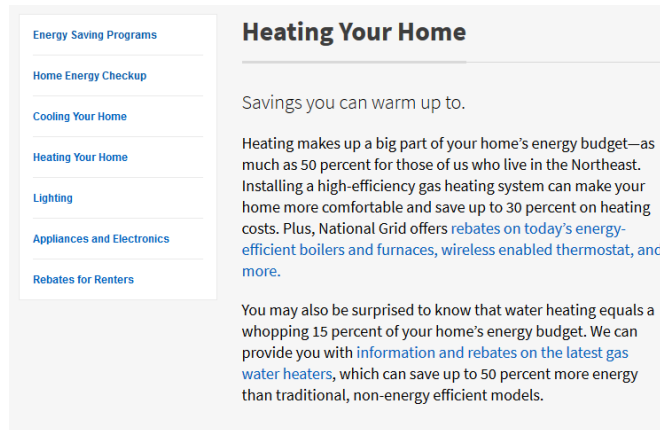 Energy Saving Programs
Home Energy Checkup
Cooling Your Home
Heating Your Home
Lighting
Appliances and Electronics
Rebates for Renters
Heating Your Home
Savings you can warm up to.
Heating makes up a big part of your home’s energy budget—as
much as 50 percent for those of us who live in the Northeast.
Installing a high-efficiency gas heating system can make your
home more comfortable and save up to 30 percent on heating
costs. Plus, National Grid offers rebates on today’s energy-
efficient boilers and furnaces, wireless enabled thermostat, and
more.
You may also be surprised to know that water heating equals a
whopping 15 percent of your home’s energy budget. We can
provide you with information and rebates on the latest gas
water heaters, which can save up to 50 percent more energy
than traditional, non-energy efficient models.